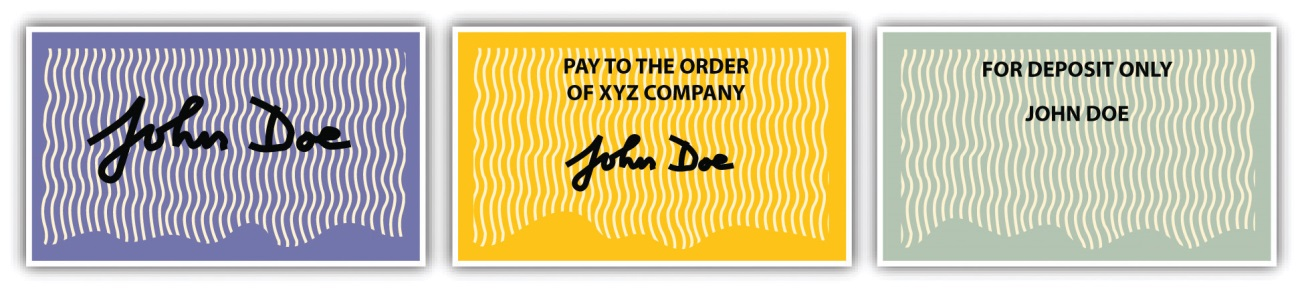 John Doe
PAY TO THE ORDER
OF XYZ COMPANY
John Doe
FOR DEPOSIT ONLY
JOHN DOE